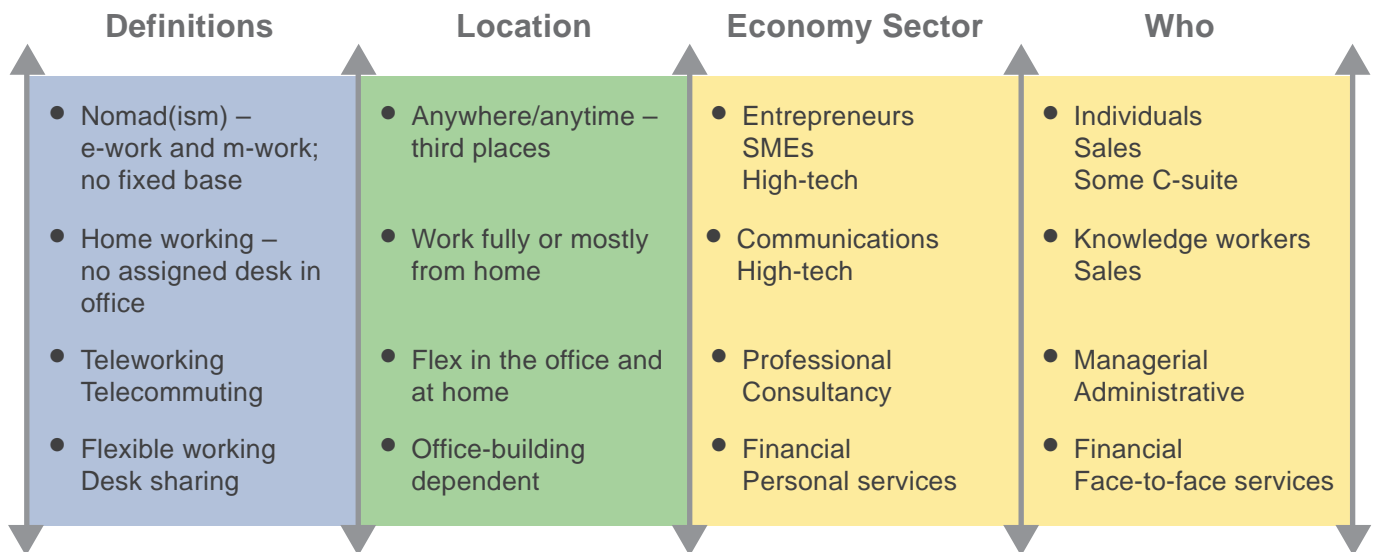 Definitions
Location
Economy Sector
Who
• Nomad(ism) –
e-work and m-work;
no fixed base
• Anywhere/anytime –
third places
• Entrepreneurs
SMEs
High-tech
• Individuals
Sales
Some C-suite
• Home working –
no assigned desk in
office
• Work fully or mostly
from home
• Communications
High-tech
• Knowledge workers
Sales
• Teleworking
Telecommuting
• Flex in the office and
at home
• Professional
Consultancy
• Managerial
Administrative
• Flexible working
Desk sharing
• Office-building
dependent
• Financial
Personal services
• Financial
Face-to-face services